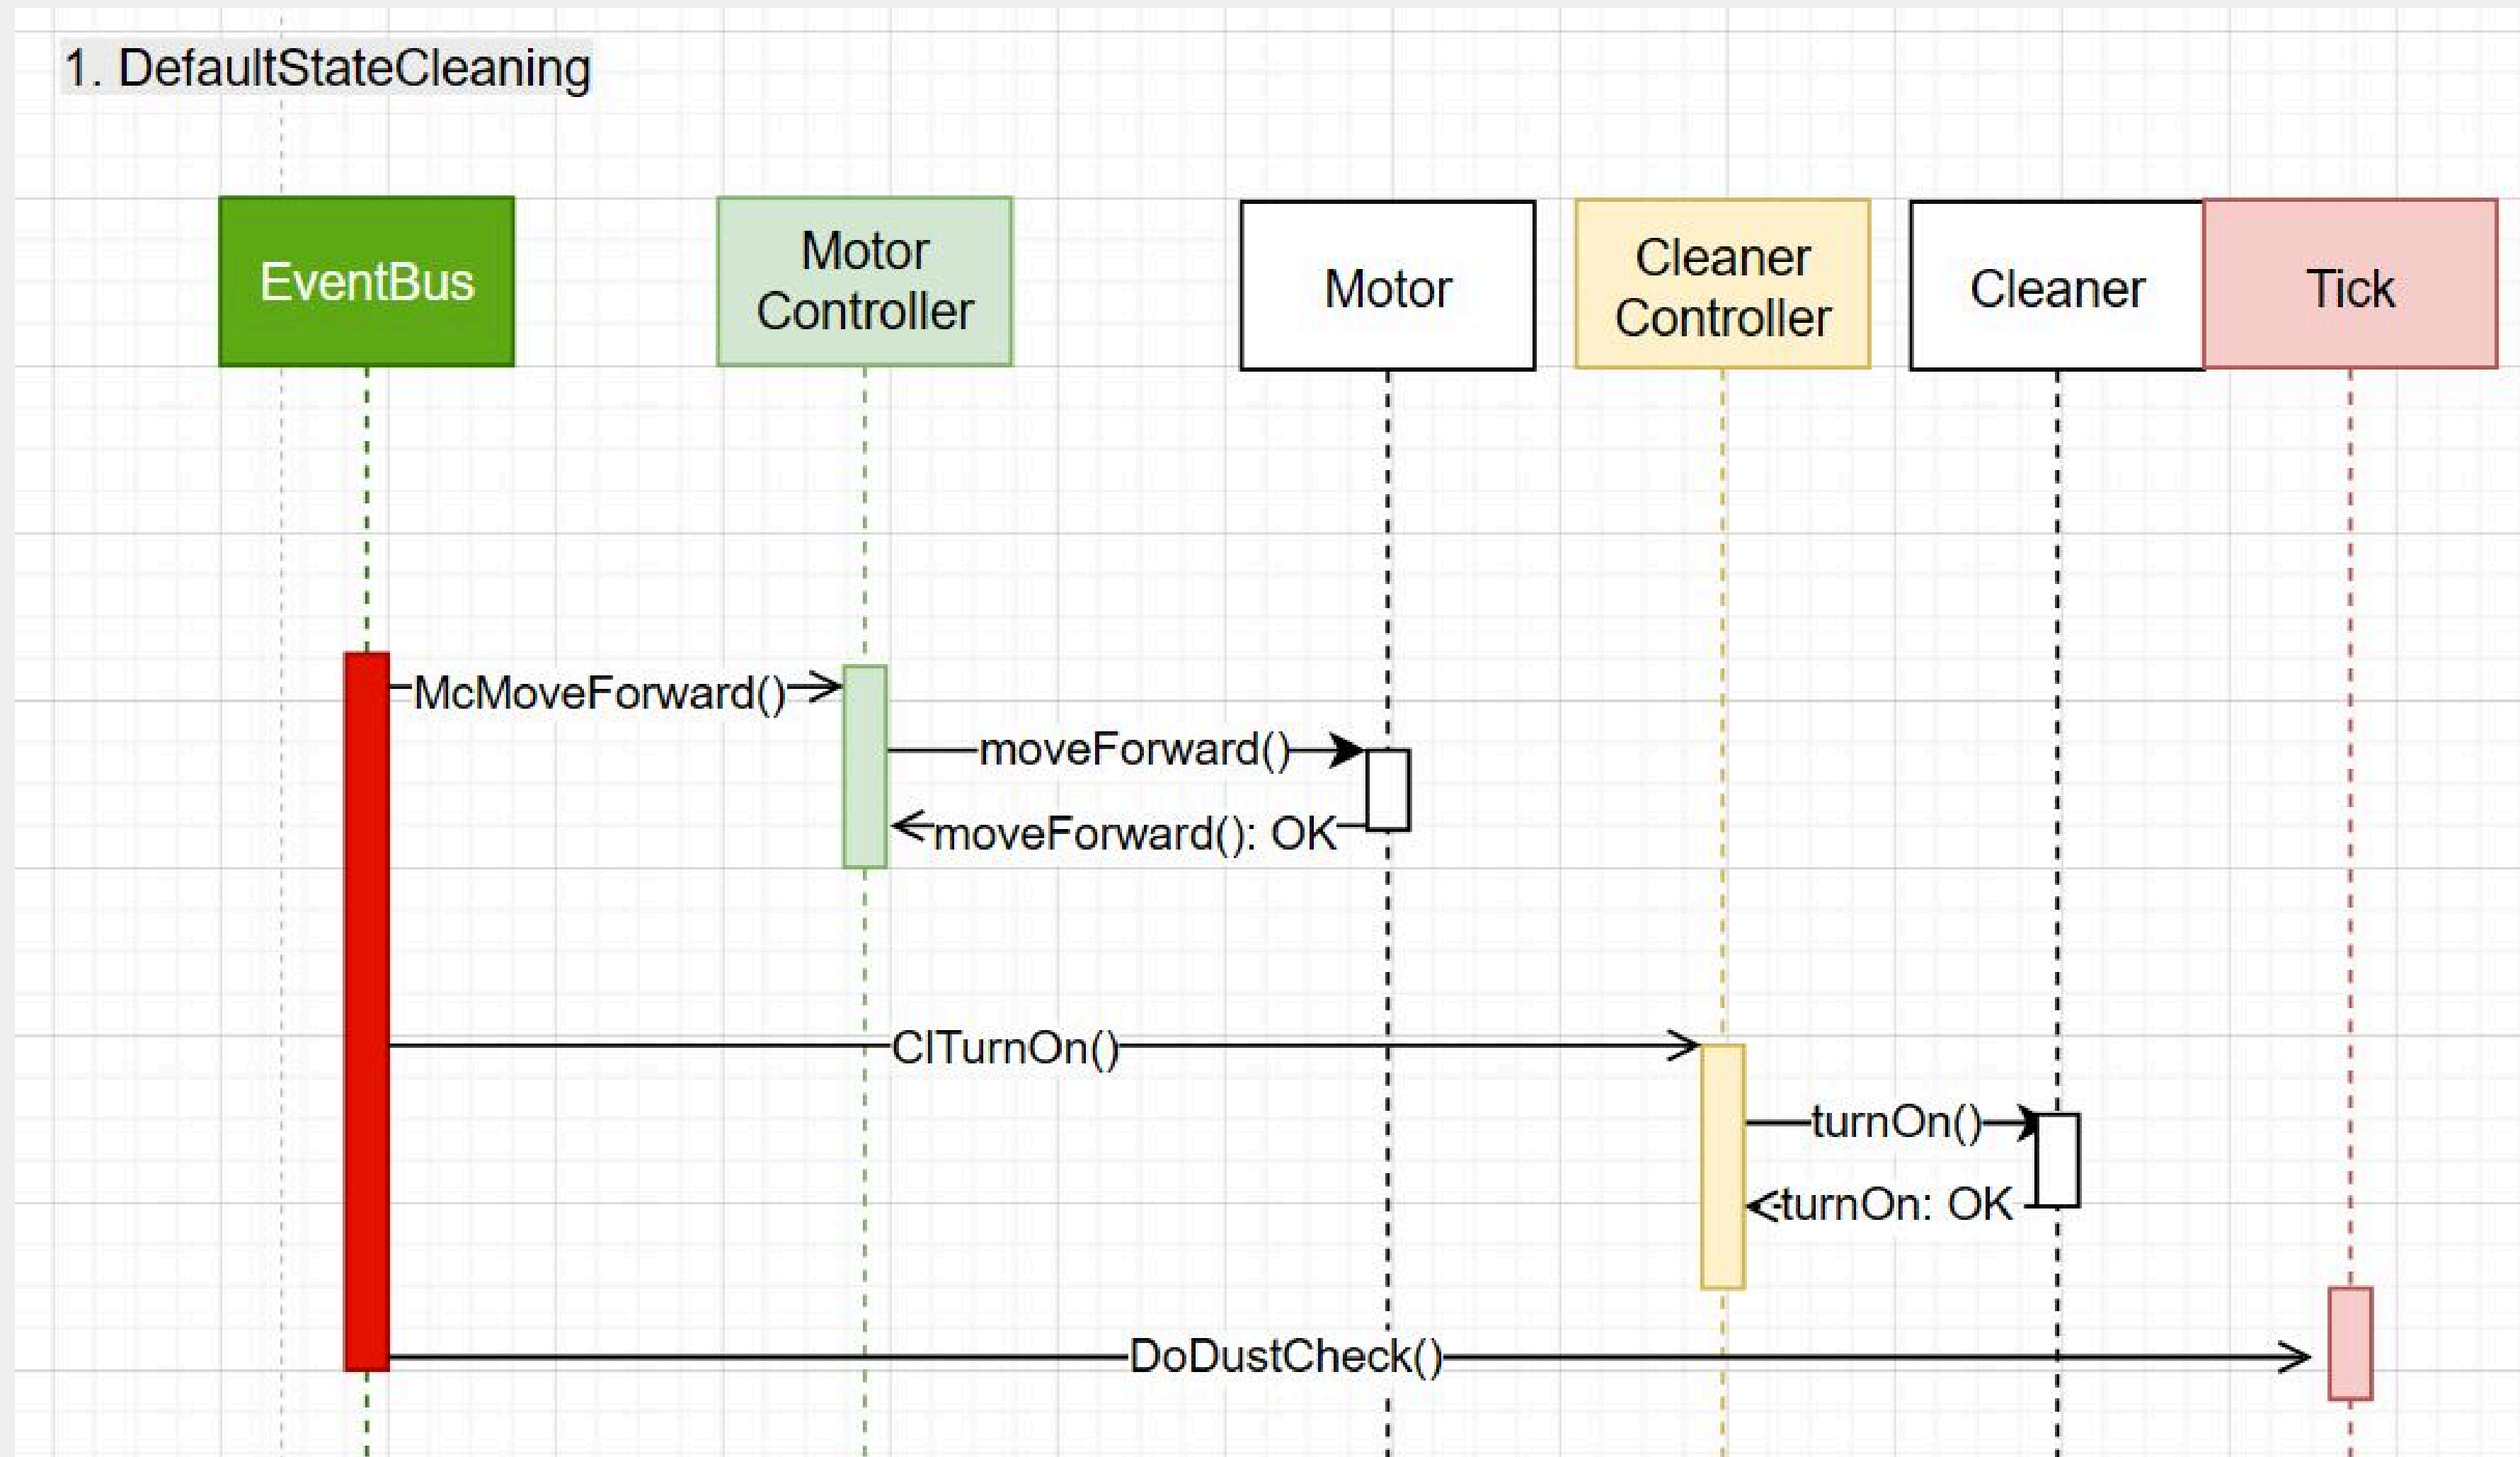 1. DefaultStateCleaning
EventBus
Motor
Controller
Motor
Cleaner
Controller
Cleaner
Tick
McMoveForward()
moveForward()
moveForward(): OK
ClTurnOn()
turnOn()
turnOn: OK
DoDustCheck()